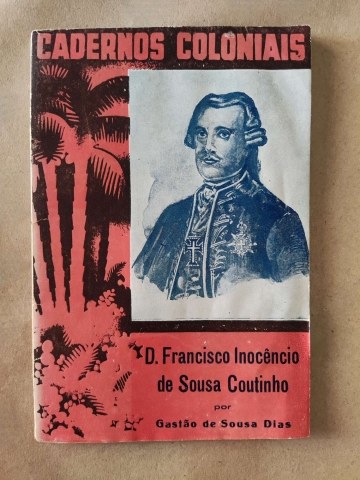 CADERNOS COLONIAIS
D. Francisco Inocêncio
de Sousa Coutinho
por
Gastão de Sousa Dias